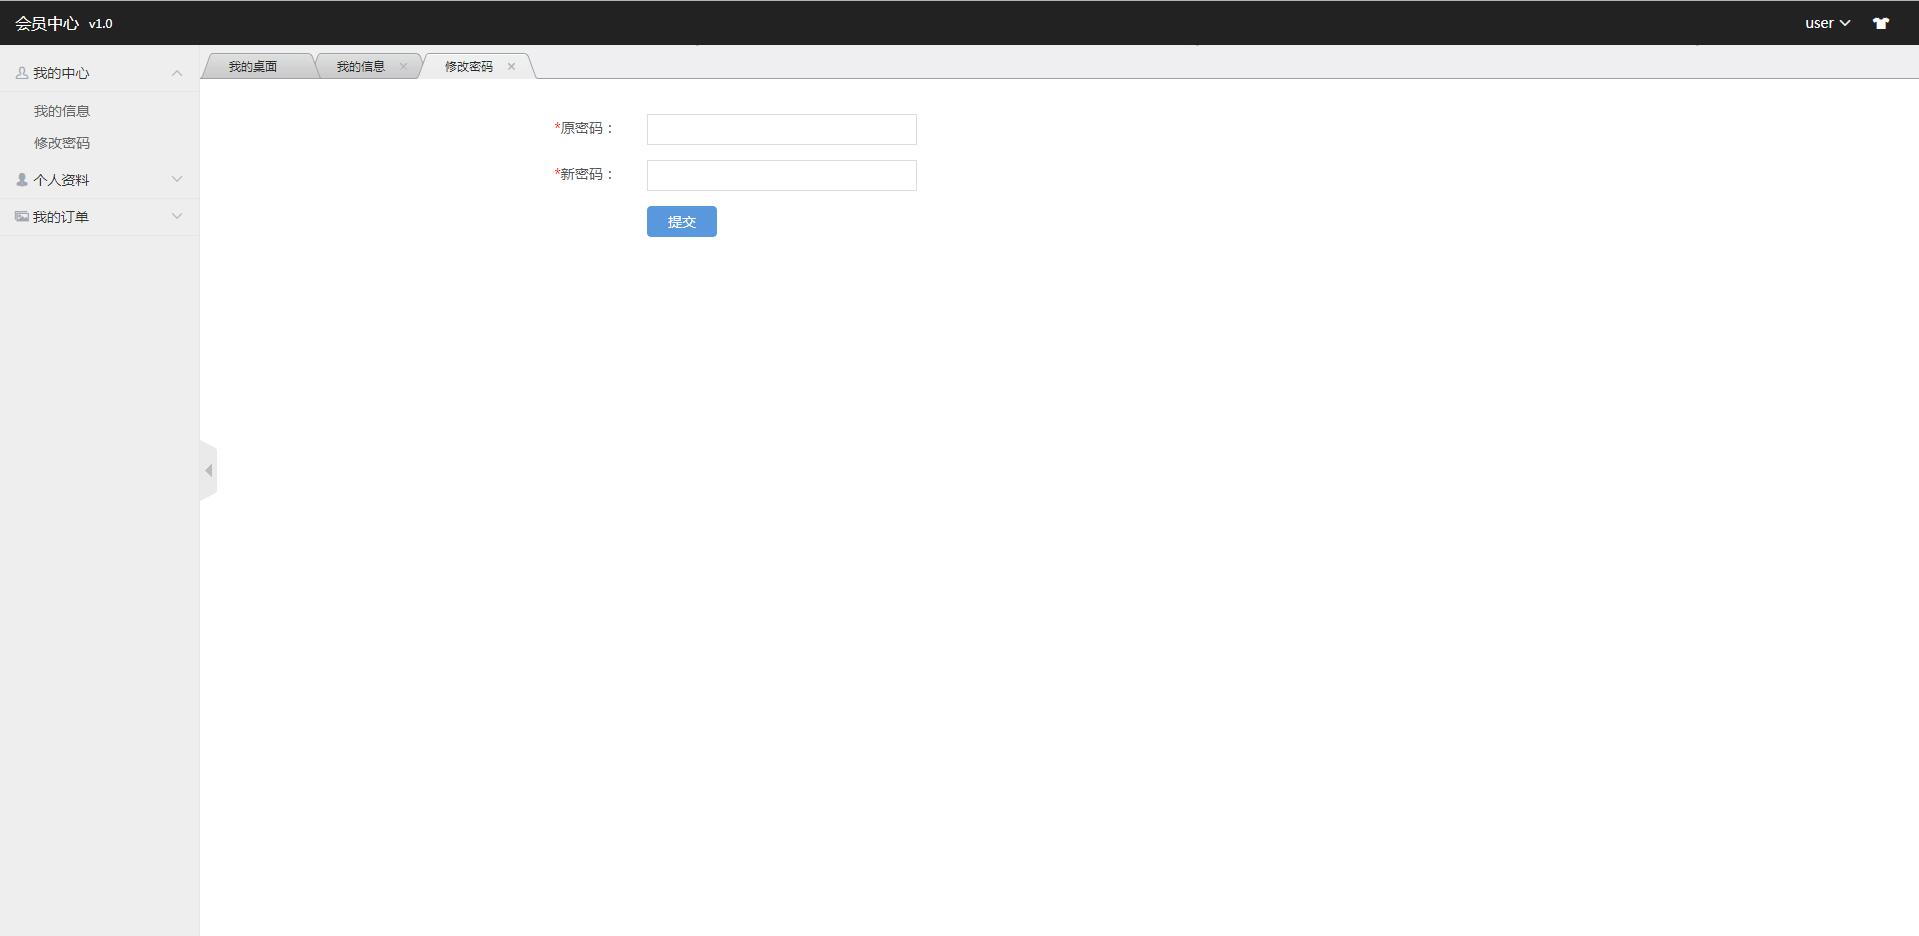 会员中心 v1.0
user
我的中心
我的信息
修改密码
个人资料
我的订单
我的桌面
我的信息
修改密码
*原密码：
*新密码：
提交